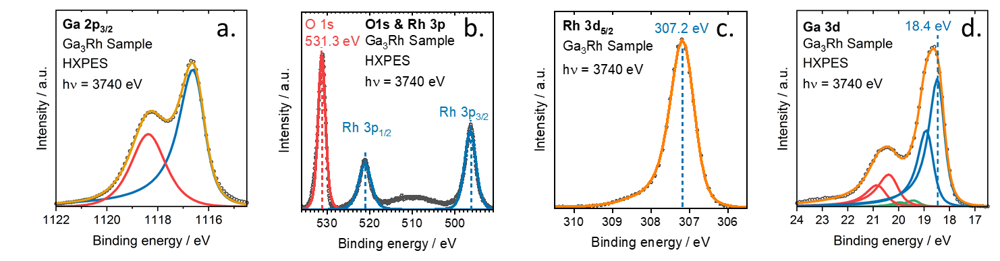 Ga 2p3/2
a.
Ga3Rh Sample
HXPES
hν = 3740 eV
Intensity / a.u.
1122 1120 1118 1116
Binding energy / eV
O 1s
531.3 eV
O1s & Rh 3p
b.
Ga3Rh Sample
HXPES
hν = 3740 eV
Rh 3p1/2
Rh 3p3/2
Intensity / a.u.
530 520 510 500
Binding energy / eV
Rh 3d5/2
307.2 eV
c.
Ga3Rh Sample
HXPES
hν = 3740 eV
Intensity / a.u.
310 309 308 307 306
Binding energy / eV
Ga 3d
18.4 eV
d.
Ga3Rh Sample
HXPES
hν = 3740 eV
Intensity / a.u.
24 23 22 21 20 19 18 17
Binding energy / eV